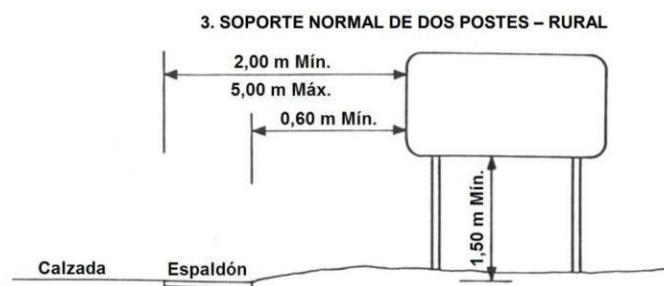 3. SOPORTE NORMAL DE DOS POSTES – RURAL
2,00 m Mín.
5,00 m Máx.
0,60 m Mín.
1,50 m Mín.
Calzada
Espaldón